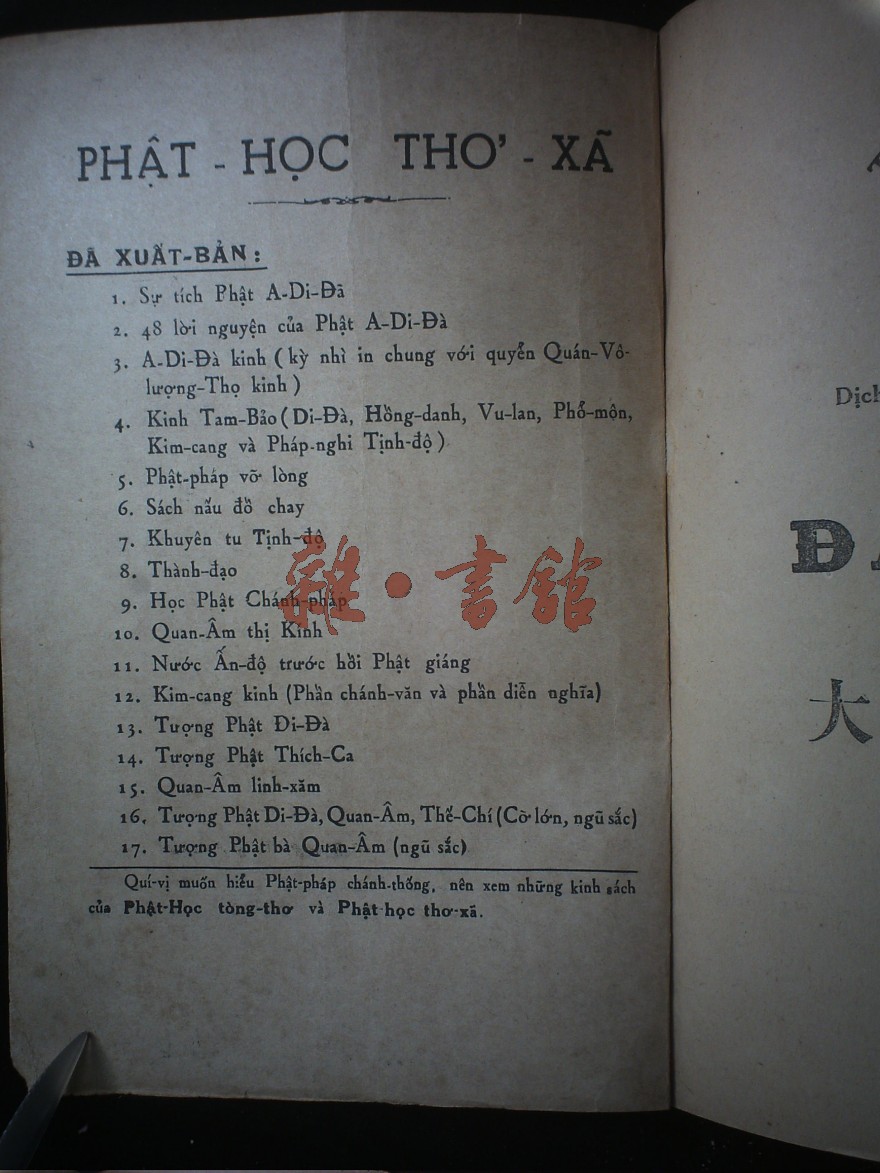 PHẬT - HỌC THƠ - XÃ
ĐÃ XUẤT-BẢN :
1. Sự tích Phật A-Di-Đà
2. 48 lời nguyện của Phật A-Di-Đà
3. A-Di-Đà kinh ( kỳ nhì in chung với quyển Quán-Vô-
lượng-Thọ kinh )
4. Kinh Tam-Bảo ( Di-Đà, Hồng-danh, Vu-lan, Phổ-môn,
Kim-cang và Pháp-nghi Tịnh-độ )
5. Phật-pháp vỡ lòng
6. Sách nấu đồ chay
7. Khuyên tu Tịnh-độ
8. Thành-đạo
9. Học Phật Chánh-pháp
10. Quan-Âm thị Kính
11. Nước Ấn-độ trước hồi Phật giáng
12. Kim-cang kinh (Phần chánh-văn và phần diễn nghĩa)
13. Tượng Phật Di-Đà
14. Tượng Phật Thích-Ca
15. Quan-Âm linh-xăm
16. Tượng Phật Di-Đà, Quan-Âm, Thế-Chí (Cỡ lớn, ngũ sắc)
17. Tượng Phật bà Quan-Âm (ngũ sắc)
Quí-vị muốn hiểu Phật-pháp chánh-thống, nên xem những kinh sách
của Phật-Học tòng-thơ và Phật-học thơ-xã.
雜·書館
Dịch
大